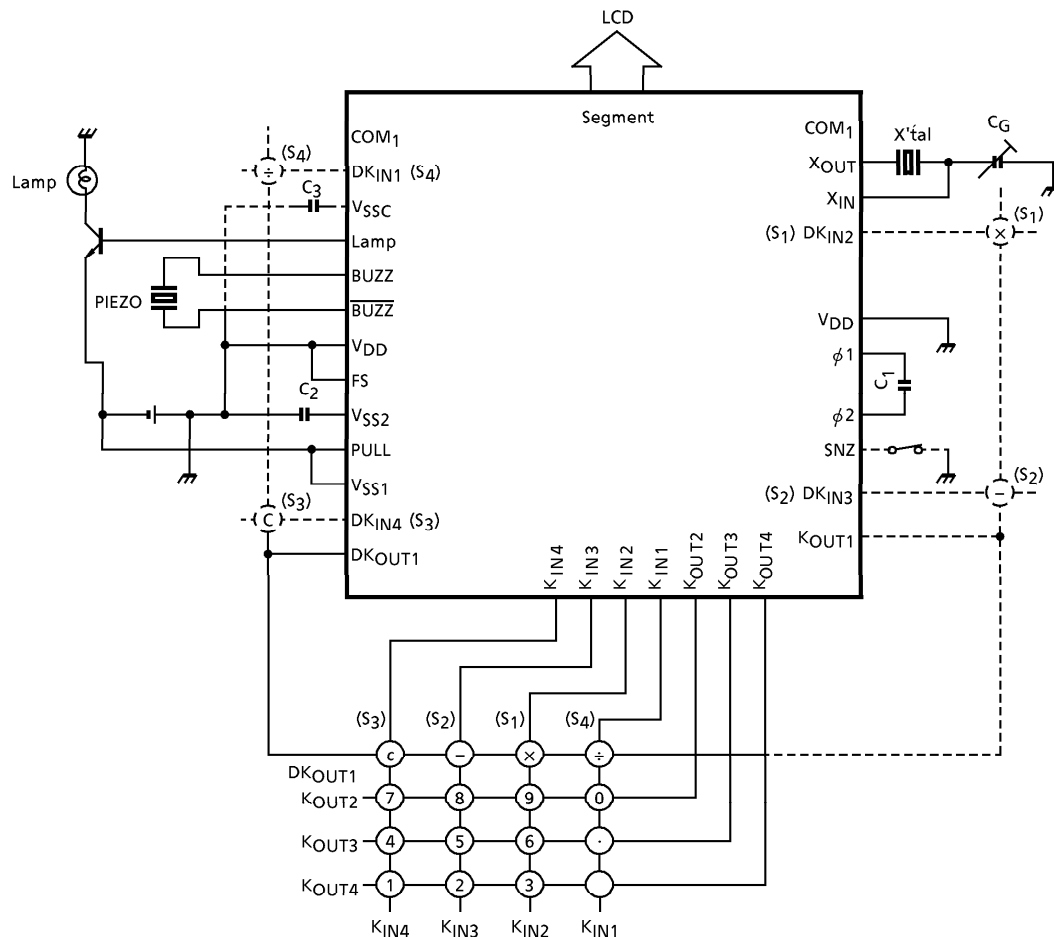 LCD
Segment
COM1
COM1
X'tal
CG
(S4)
÷
DKIN1 (S4)
XOUT
Lamp
C3
VSSC
XIN
(S1)
Lamp
(S1) DKIN2
×
BUZZ
PIEZO
BUZZ
VDD
VDD
φ1
FS
C1
C2
VSS2
φ2
PULL
SNZ
VSS1
(S2)
(S3)
(S2) DKIN3
−
C
DKIN4 (S3)
KOUT1
DKOUT1
KIN4
KIN3
KIN2
KIN1
KOUT2
KOUT3
KOUT4
(S3) (S2) (S1) (S4)
c − × ÷
DKOUT1
KOUT2 7 8 9 0
KOUT3 4 5 6 ·
KOUT4 1 2 3
KIN4 KIN3 KIN2 KIN1